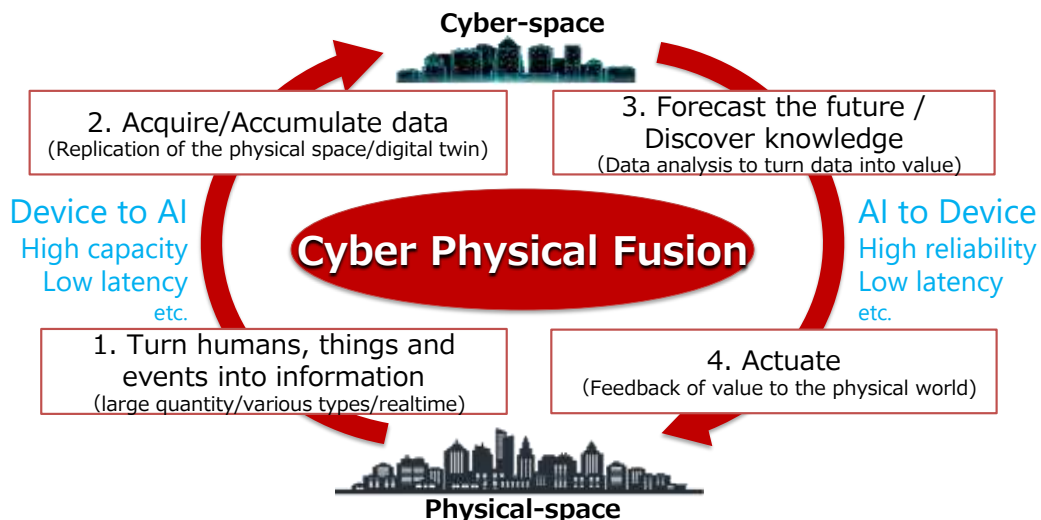 Cyber-space
2. Acquire/Accumulate data
(Replication of the physical space/digital twin)
3. Forecast the future /
Discover knowledge
(Data analysis to turn data into value)
Device to AI
High capacity
Low latency
etc.
Cyber Physical Fusion
AI to Device
High reliability
Low latency
etc.
1. Turn humans, things and
events into information
(large quantity/various types/realtime)
4. Actuate
(Feedback of value to the physical world)
Physical-space